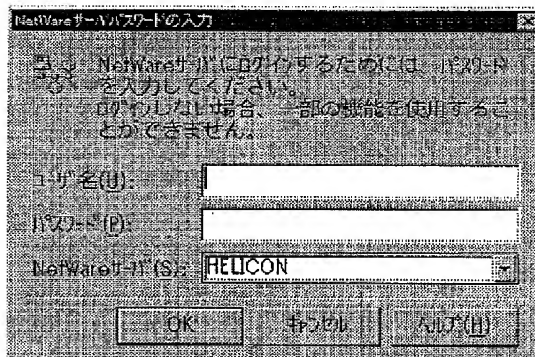 NetWareサーバパスワードの入力
NetWareサーバにログインするためには、パスワード
を入力してください。
ログインしない場合、一部の機能を使用するこ
とができません。
ユーザ名(U):
パスワード(P):
NetWareサーバ(S): HELICON
OK キャンセル ヘルプ(H)